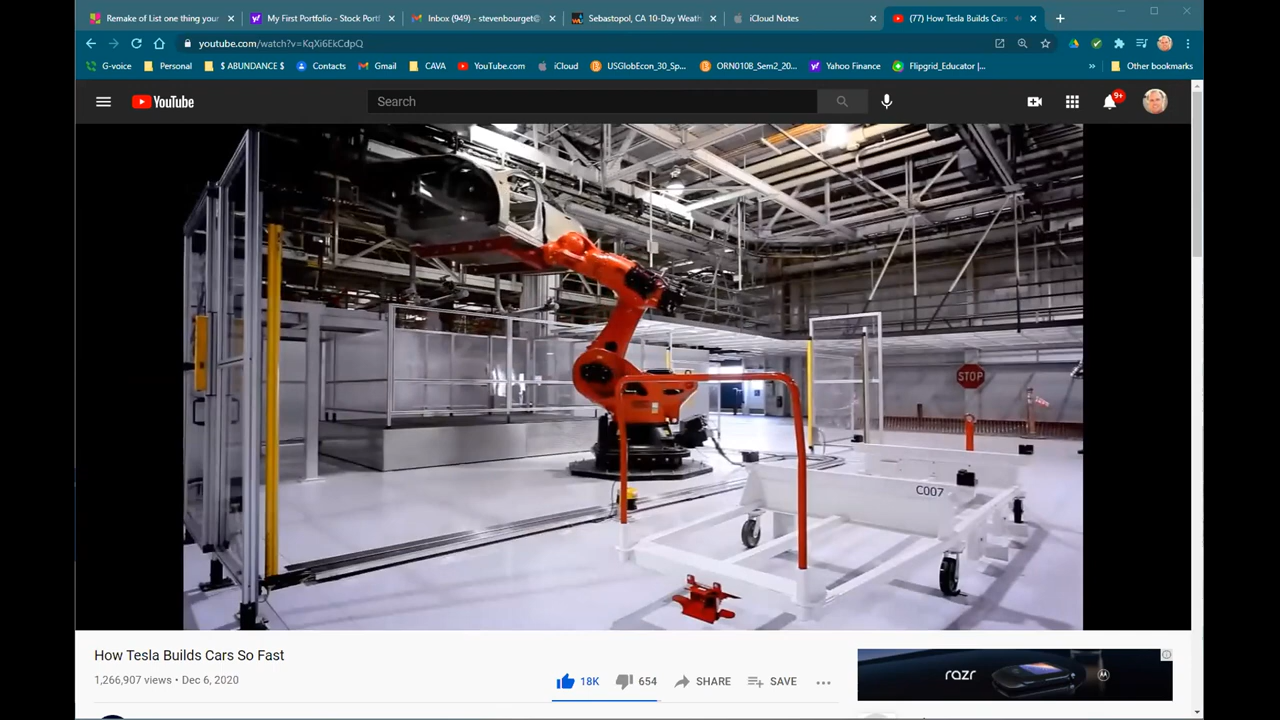 Remake of List one thing your
My First Portfolio - Stock Portf
Inbox (949) - stevenbourget@
Sebastopol, CA 10-Day Weath
iCloud Notes
(77) How Tesla Builds Cars
youtube.com/watch?v=KqXi6EkCdpQ
G-voice
Personal
$ ABUNDANCE $
Contacts
Gmail
CAVA
YouTube.com
iCloud
USGlobEcon_30_Sp...
ORN010B_Sem2_20...
Yahoo Finance
Flipgrid_Educator |...
»
Other bookmarks
YouTube
Search
9+
STOP
C007
How Tesla Builds Cars So Fast
1,266,907 views • Dec 6, 2020
18K
654
SHARE
SAVE
razr